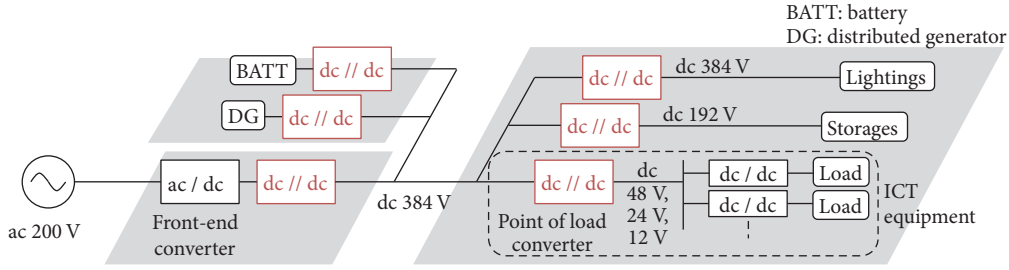 BATT: battery
DG: distributed generator
BATT
dc // dc
DG
dc // dc
dc // dc
dc 384 V
Lightings
dc // dc
dc 192 V
Storages
ac 200 V
ac / dc
dc // dc
Front-end
converter
dc 384 V
dc // dc
Point of load
converter
dc
48 V,
24 V,
12 V
dc / dc
Load
dc / dc
Load
ICT
equipment